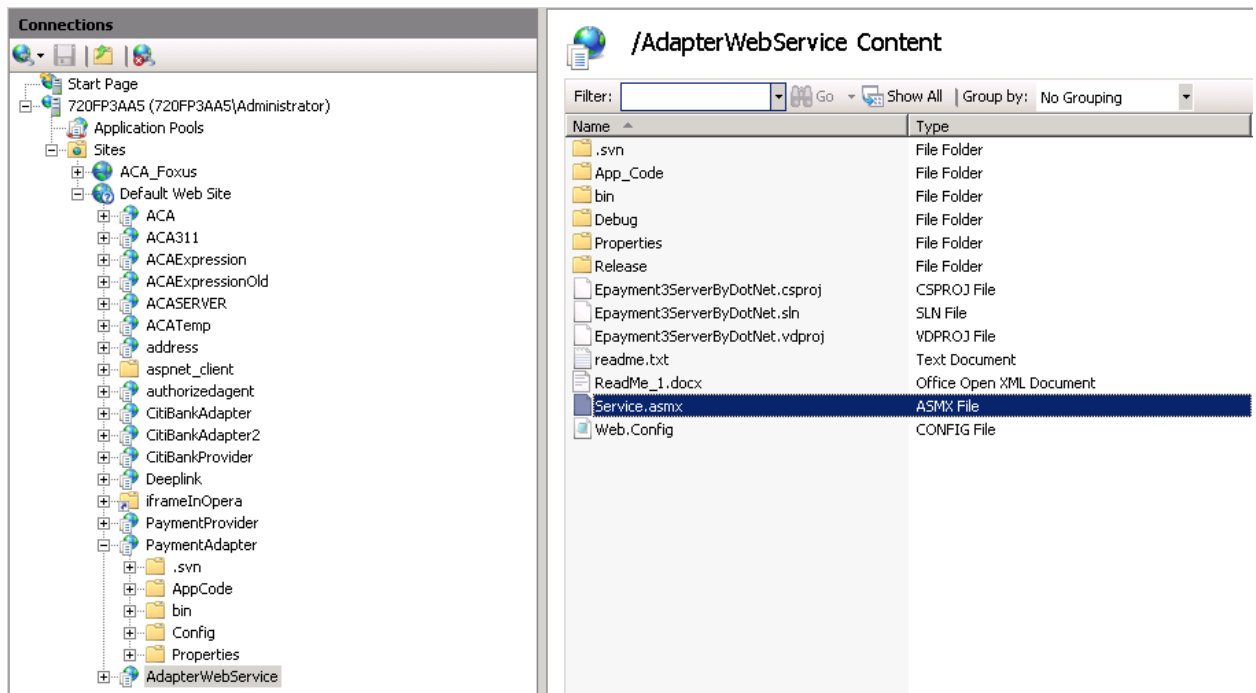 Connections
Start Page
720FP3AA5 (720FP3AA5\Administrator)
Application Pools
Sites
ACA_Foxus
Default Web Site
ACA
ACA311
ACAExpression
ACAExpressionOld
ACASERVER
ACATemp
address
aspnet_client
authorizedagent
CitiBankAdapter
CitiBankAdapter2
CitiBankProvider
Deeplink
iframeInOpera
PaymentProvider
PaymentAdapter
.svn
AppCode
bin
Config
Properties
AdapterWebService
/AdapterWebService Content
Filter: Go Show All Group by: No Grouping
Name Type
.svn File Folder
App_Code File Folder
bin File Folder
Debug File Folder
Properties File Folder
Release File Folder
Epayment3ServerByDotNet.csproj CSPROJ File
Epayment3ServerByDotNet.sln SLN File
Epayment3ServerByDotNet.vdproj VDPROJ File
readme.txt Text Document
ReadMe_1.docx Office Open XML Document
Service.asmx ASMX File
Web.Config CONFIG File